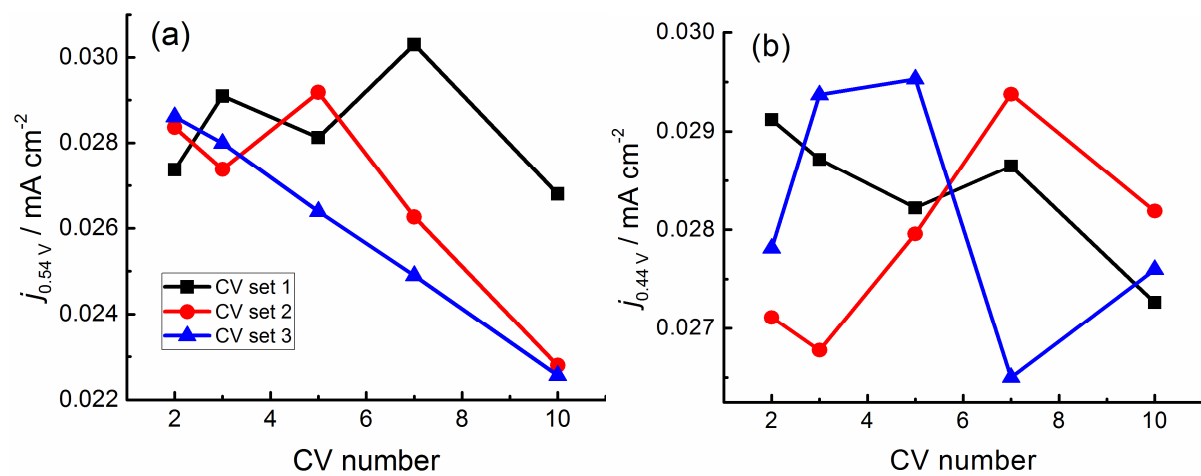 (a)
0.030
0.028
0.026
0.024
0.022
j0.54 V / mA cm-2
CV set 1
CV set 2
CV set 3
2 4 6 8 10
CV number
(b)
0.030
0.029
0.028
0.027
j0.44 V / mA cm-2
2 4 6 8 10
CV number